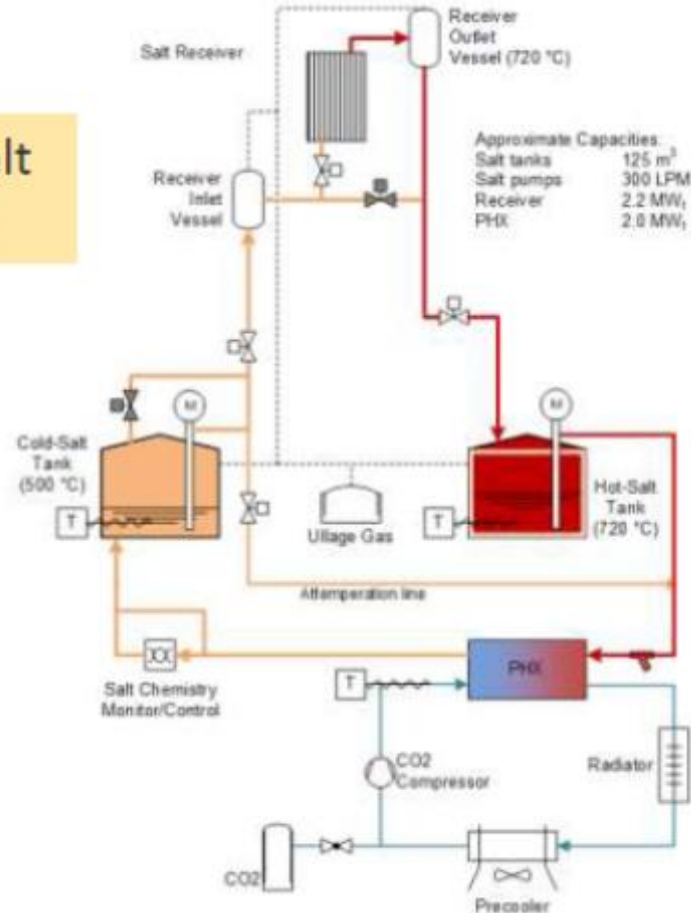 lt
Salt Receiver
Receiver
Outlet
Vessel (720 °C)
Approximate Capacities
Salt tanks 125 m³
Salt pumps 300 LPM
Receiver 2.2 MWₜ
PHX 2.0 MWₜ
Receiver
Inlet
Vessel
M
M
Cold-Salt
Tank
(500 °C)
T
Ullage Gas
T
Hot-Salt
Tank
(720 °C)
Attemperation line
Salt Chemistry
Monitor/Control
T
PHX
CO2
Compressor
Radiator
CO2
Precooler